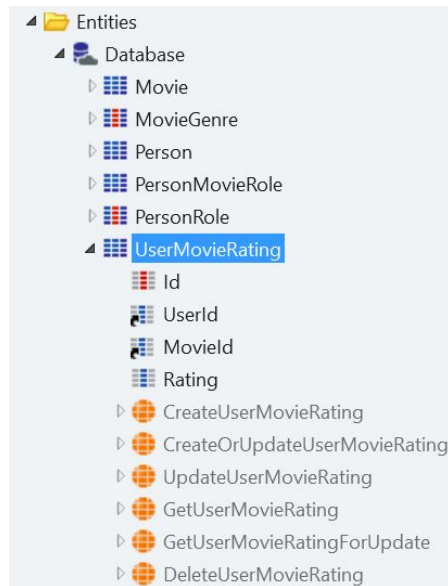 Entities
Database
Movie
MovieGenre
Person
PersonMovieRole
PersonRole
UserMovieRating
Id
UserId
MovieId
Rating
CreateUserMovieRating
CreateOrUpdateUserMovieRating
UpdateUserMovieRating
GetUserMovieRating
GetUserMovieRatingForUpdate
DeleteUserMovieRating